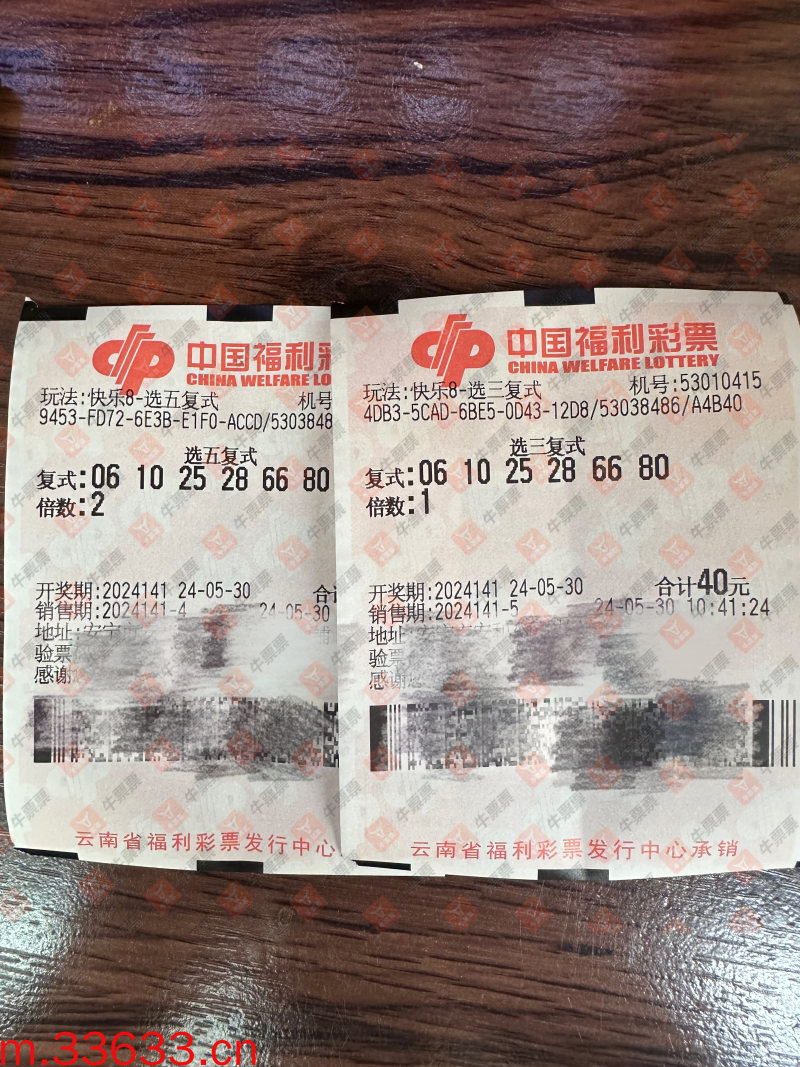 中国福利彩
CHINA WELFARE LO
玩法:快乐8-选五复式 机号
9453-FD72-6E3B-E1F0-ACCD/5303848
选五复式
复式:06 10 25 28 66 80
倍数:2
开奖期:2024141 24-05-30 合计
销售期:2024141-4 24-05-30
地址:安宁
验票
感谢
云南省福利彩票发行中心
中国福利彩票
CHINA WELFARE LOTTERY
玩法:快乐8-选三复式 机号:53010415
4DB3-5CAD-6BE5-0D43-12D8/53038486/A4B40
选三复式
复式:06 10 25 28 66 80
倍数:1
开奖期:2024141 24-05-30 合计40元
销售期:2024141-5 24-05-30 10:41:24
地址
验票
感谢
云南省福利彩票发行中心承销
牛票票
m.33633.cn